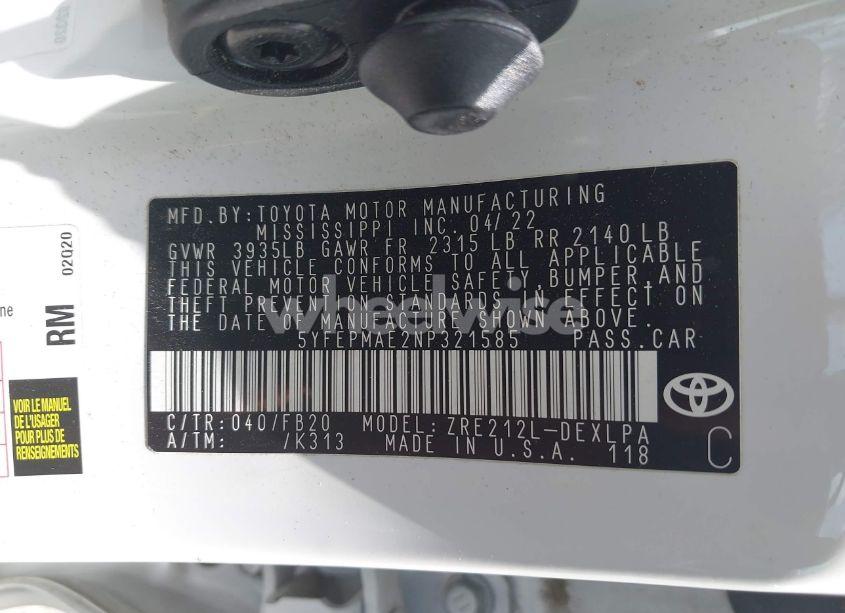 MFD. BY: TOYOTA MOTOR MANUFACTURING
MISSISSIPPI INC. 04/22
GVWR 3935LB GAWR FR 2315 LB RR 2140 LB
THIS VEHICLE CONFORMS TO ALL APPLICABLE
FEDERAL MOTOR VEHICLE SAFETY, BUMPER, AND
THEFT PREVENTION STANDARDS IN EFFECT ON
THE DATE OF MANUFACTURE SHOWN ABOVE.
5YFEPMAE2NP321585 PASS. CAR
C/TR: 040/FB20 MODEL: ZRE212L-DEXLPA
A/TM: /K313 MADE IN U.S.A. 118
C
wheelwise
RM
02Q20
VOIR LE MANUEL
DE L'USAGER
POUR PLUS DE
RENSEIGNEMENTS